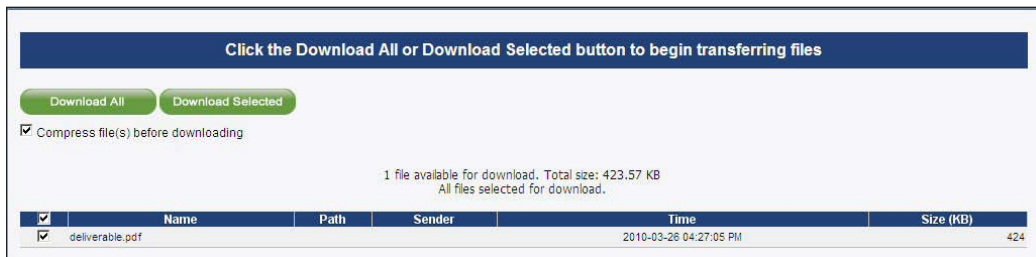 Click the Download All or Download Selected button to begin transferring files
Download All Download Selected
Compress file(s) before downloading
1 file available for download. Total size: 423.57 KB
All files selected for download.
Name Path Sender Time Size (KB)
deliverable.pdf 2010-03-26 04:27:05 PM 424